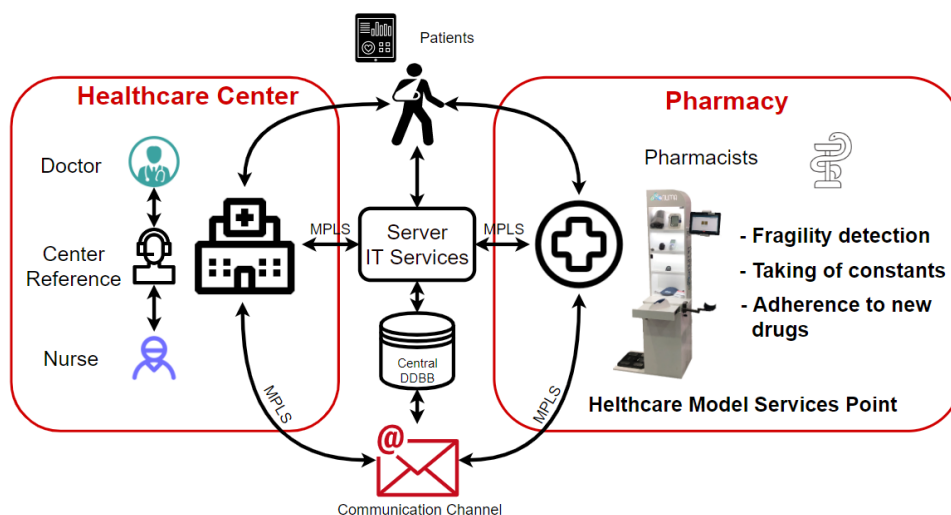 Patients
Healthcare Center
Pharmacy
Doctor
Pharmacists
MPLS
Server
IT Services
MPLS
Center
Reference
- Fragility detection
- Taking of constants
- Adherence to new
drugs
Nurse
Central
DDBB
MPLS
MPLS
Helthcare Model Services Point
@
Communication Channel